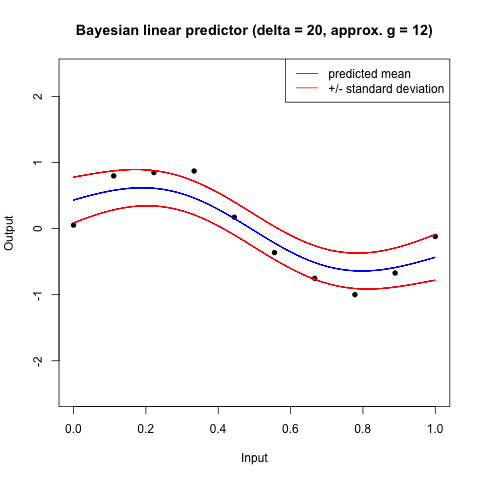 Bayesian linear predictor (delta = 20, approx. g = 12)
predicted mean
+/- standard deviation
Output
2
1
0
-1
-2
0.0 0.2 0.4 0.6 0.8 1.0
Input